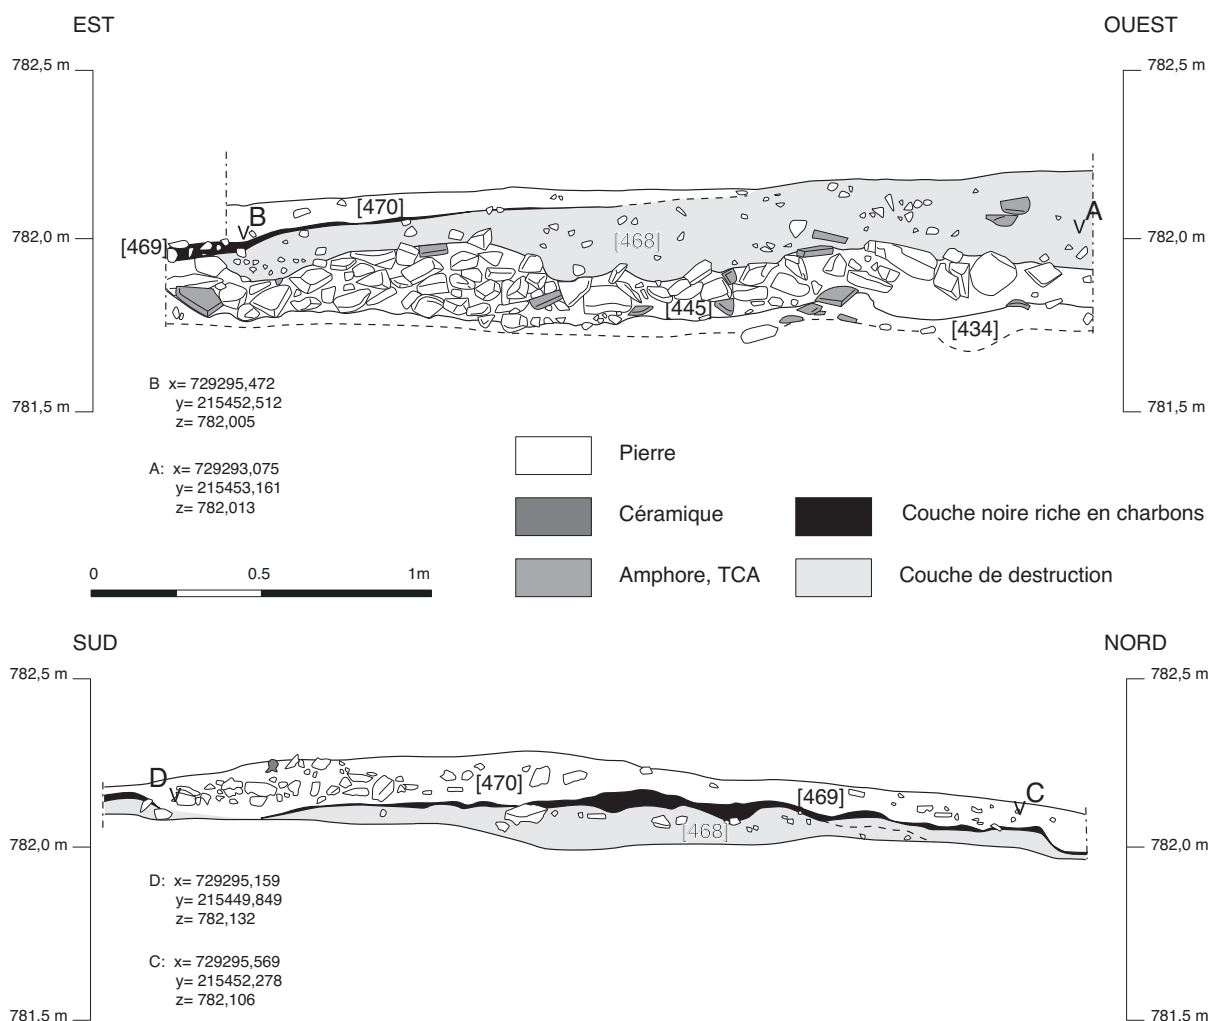 EST
OUEST
782,5 m
782,5 m
B
[470]
A
[469]
782,0 m
[468]
782,0 m
[445]
[434]
B x= 729295,472
y= 215452,512
z= 782,005
781,5 m
781,5 m
A: x= 729293,075
y= 215453,161
z= 782,013
Pierre
Céramique
Couche noire riche en charbons
Amphore, TCA
Couche de destruction
0 0.5 1m
SUD
NORD
782,5 m
782,5 m
D
[470]
[469]
C
[468]
782,0 m
782,0 m
D: x= 729295,159
y= 215449,849
z= 782,132
C: x= 729295,569
y= 215452,278
z= 782,106
781,5 m
781,5 m